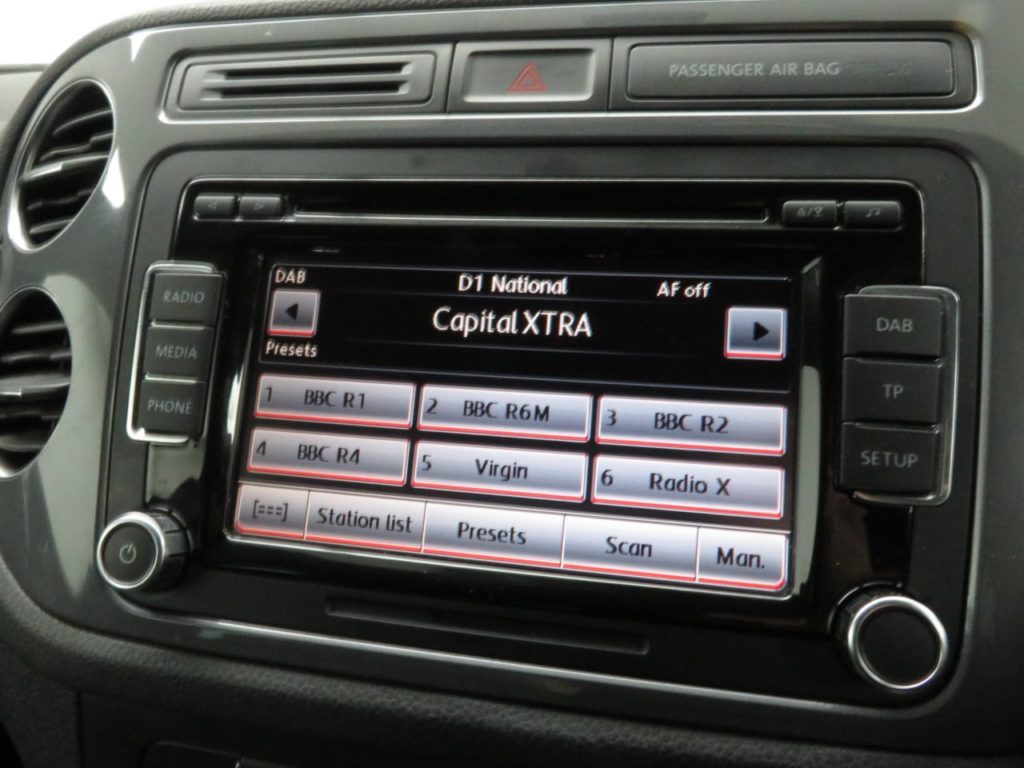 PASSENGER AIR BAG
RADIO
MEDIA
PHONE
DAB
D1 National
AF off
Capital XTRA
Presets
1 BBC R1
2 BBC R6M
3 BBC R2
4 BBC R4
5 Virgin
6 Radio X
[===]
Station list
Presets
Scan
Man.
DAB
TP
SETUP